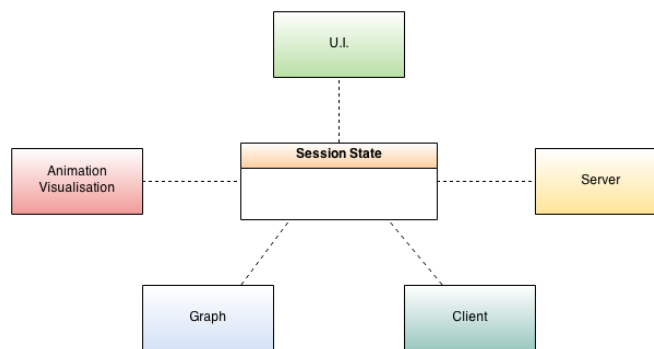 U.I.
Session State
Animation
Visualisation
Server
Graph
Client